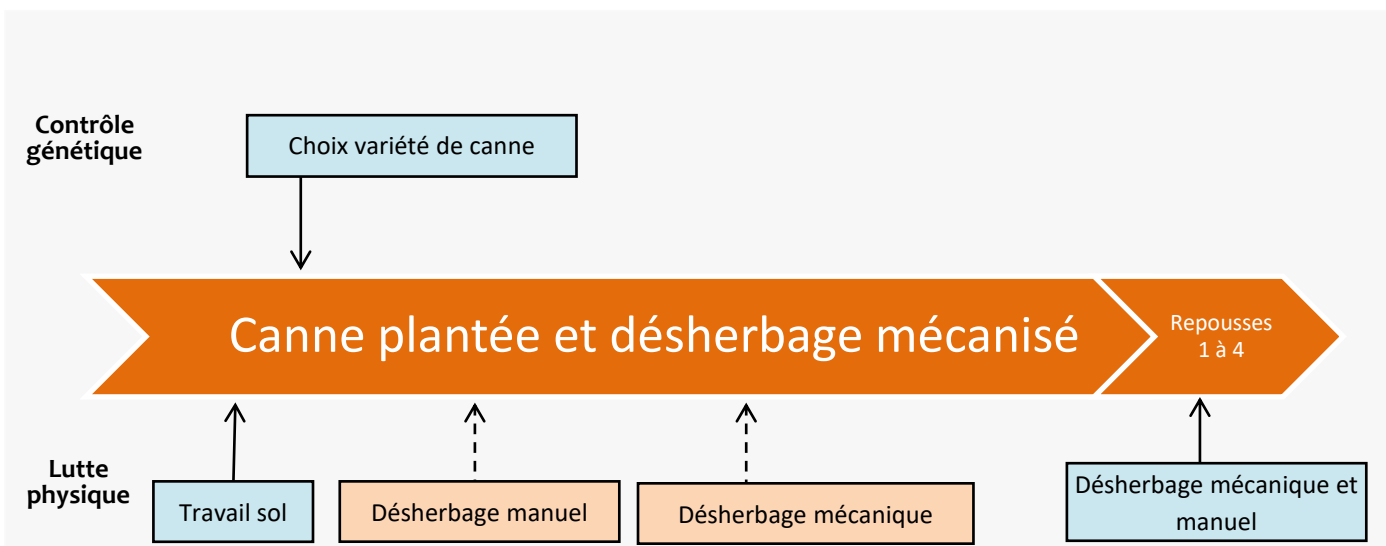 Contrôle
génétique
Choix variété de canne
Canne plantée et désherbage mécanisé
Repousses
1 à 4
Lutte
physique
Travail sol
Désherbage manuel
Désherbage mécanique
Désherbage mécanique et
manuel